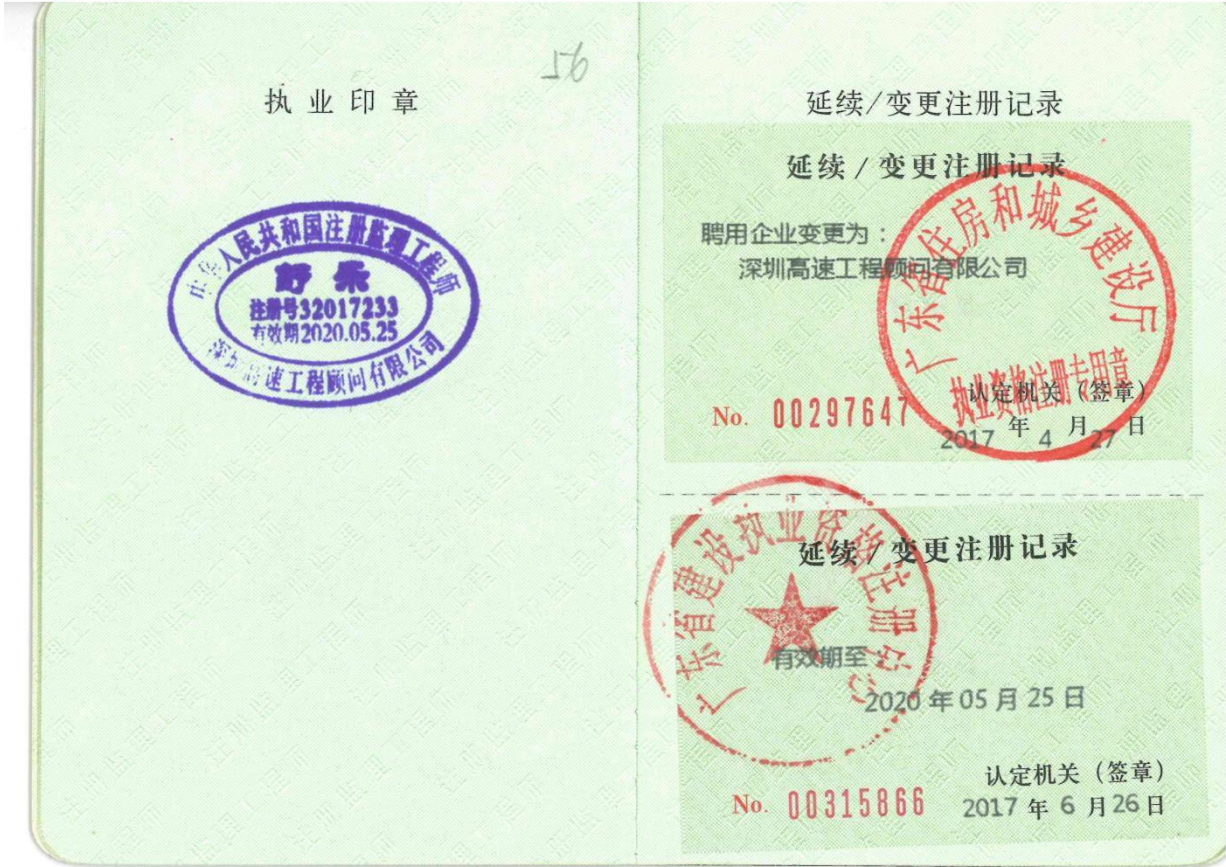 56
执业印章
中华人民共和国注册监理工程师
舒采
注册号32017233
有效期2020.05.25
深圳高速工程顾问有限公司
延续/变更注册记录
延续/变更注册记录
聘用企业变更为：
深圳高速工程顾问有限公司
广东省住房和城乡建设厅
执业资格注册专用章
认定机关（签章）
No. 00297647
2017 年 4 月 27 日
延续/变更注册记录
广东省建设执业资格注册中心
有效期至：
2020 年 05 月 25 日
认定机关（签章）
No. 00315866
2017 年 6 月 26 日